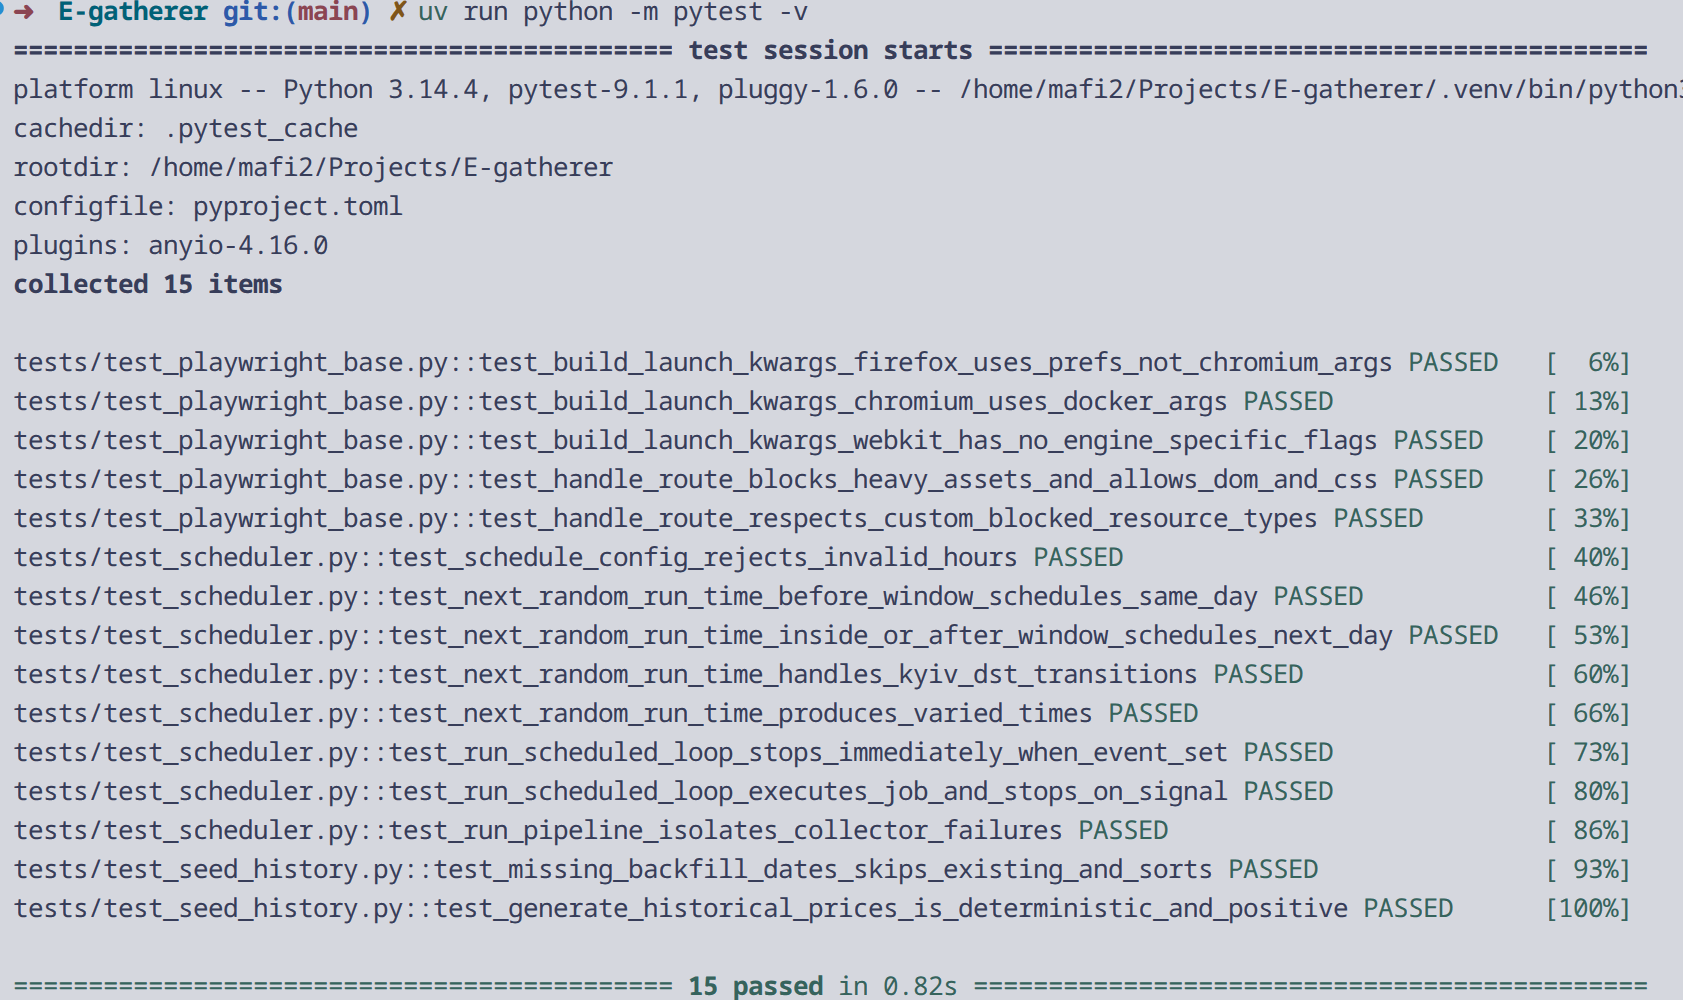 ➜  E-gatherer git:(main) ✗ uv run python -m pytest -v
============================================ test session starts ============================================
platform linux -- Python 3.14.4, pytest-9.1.1, pluggy-1.6.0 -- /home/mafi2/Projects/E-gatherer/.venv/bin/python3
cachedir: .pytest_cache
rootdir: /home/mafi2/Projects/E-gatherer
configfile: pyproject.toml
plugins: anyio-4.16.0
collected 15 items

tests/test_playwright_base.py::test_build_launch_kwargs_firefox_uses_prefs_not_chromium_args PASSED   [  6%]
tests/test_playwright_base.py::test_build_launch_kwargs_chromium_uses_docker_args PASSED              [ 13%]
tests/test_playwright_base.py::test_build_launch_kwargs_webkit_has_no_engine_specific_flags PASSED    [ 20%]
tests/test_playwright_base.py::test_handle_route_blocks_heavy_assets_and_allows_dom_and_css PASSED    [ 26%]
tests/test_playwright_base.py::test_handle_route_respects_custom_blocked_resource_types PASSED        [ 33%]
tests/test_scheduler.py::test_schedule_config_rejects_invalid_hours PASSED                            [ 40%]
tests/test_scheduler.py::test_next_random_run_time_before_window_schedules_same_day PASSED            [ 46%]
tests/test_scheduler.py::test_next_random_run_time_inside_or_after_window_schedules_next_day PASSED   [ 53%]
tests/test_scheduler.py::test_next_random_run_time_handles_kyiv_dst_transitions PASSED                [ 60%]
tests/test_scheduler.py::test_next_random_run_time_produces_varied_times PASSED                       [ 66%]
tests/test_scheduler.py::test_run_scheduled_loop_stops_immediately_when_event_set PASSED              [ 73%]
tests/test_scheduler.py::test_run_scheduled_loop_executes_job_and_stops_on_signal PASSED              [ 80%]
tests/test_scheduler.py::test_run_pipeline_isolates_collector_failures PASSED                         [ 86%]
tests/test_seed_history.py::test_missing_backfill_dates_skips_existing_and_sorts PASSED               [ 93%]
tests/test_seed_history.py::test_generate_historical_prices_is_deterministic_and_positive PASSED      [100%]

============================================ 15 passed in 0.82s =============================================